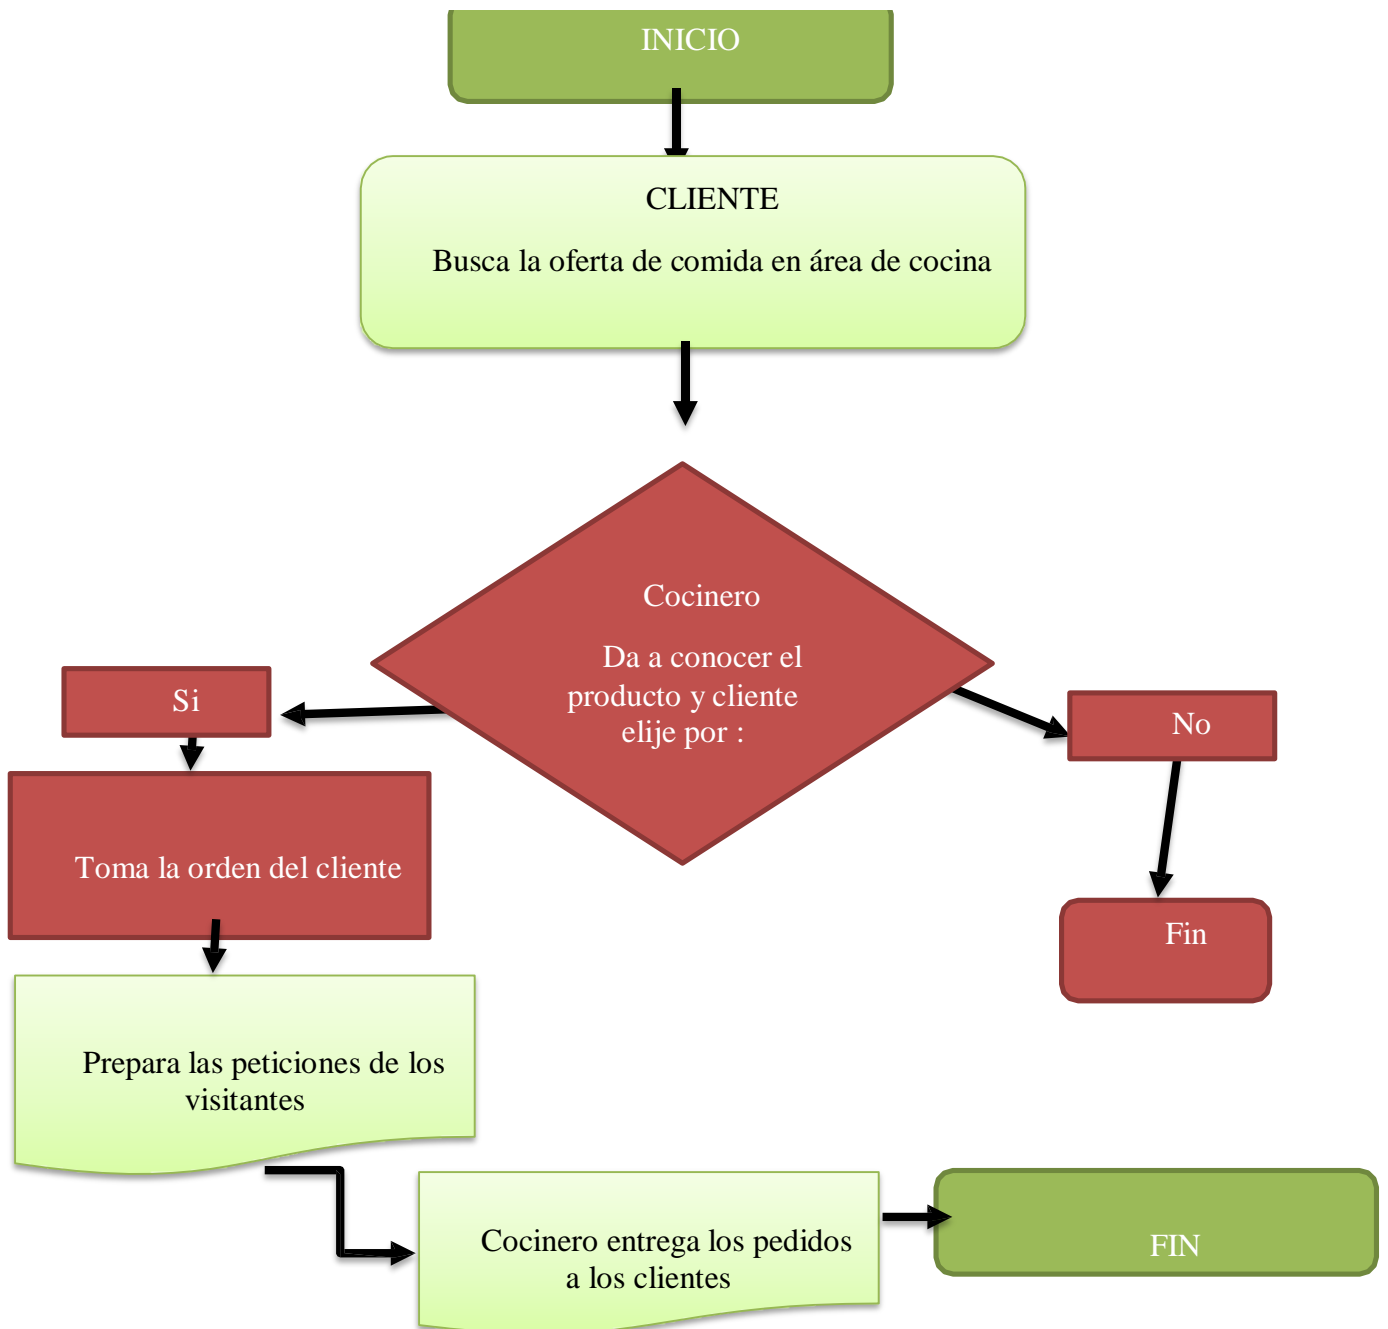 INICIO
CLIENTE
Busca la oferta de comida en área de cocina
Cocinero
Da a conocer el
producto y cliente
elije por :
Si
No
Toma la orden del cliente
Fin
Prepara las peticiones de los
visitantes
Cocinero entrega los pedidos
a los clientes
FIN